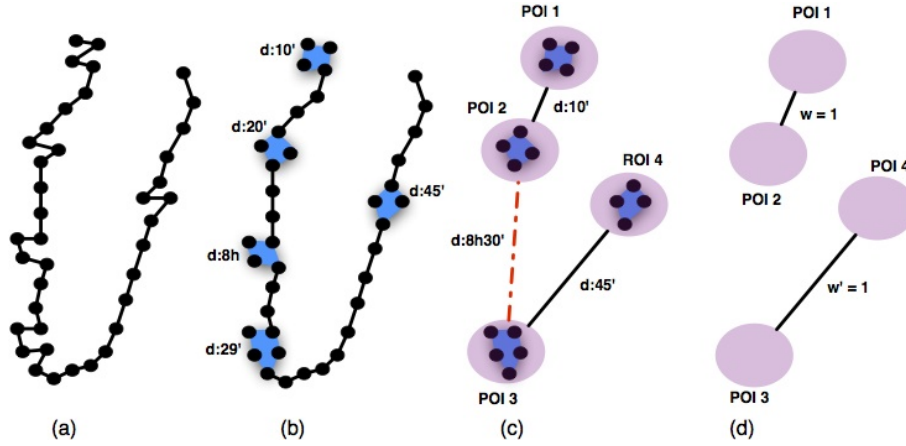 d:10'
d:20'
d:45'
d:8h
d:29'
POI 1
d:10'
POI 2
ROI 4
d:8h30'
d:45'
POI 3
POI 1
w = 1
POI 2
POI 4
w' = 1
POI 3
(a)
(b)
(c)
(d)